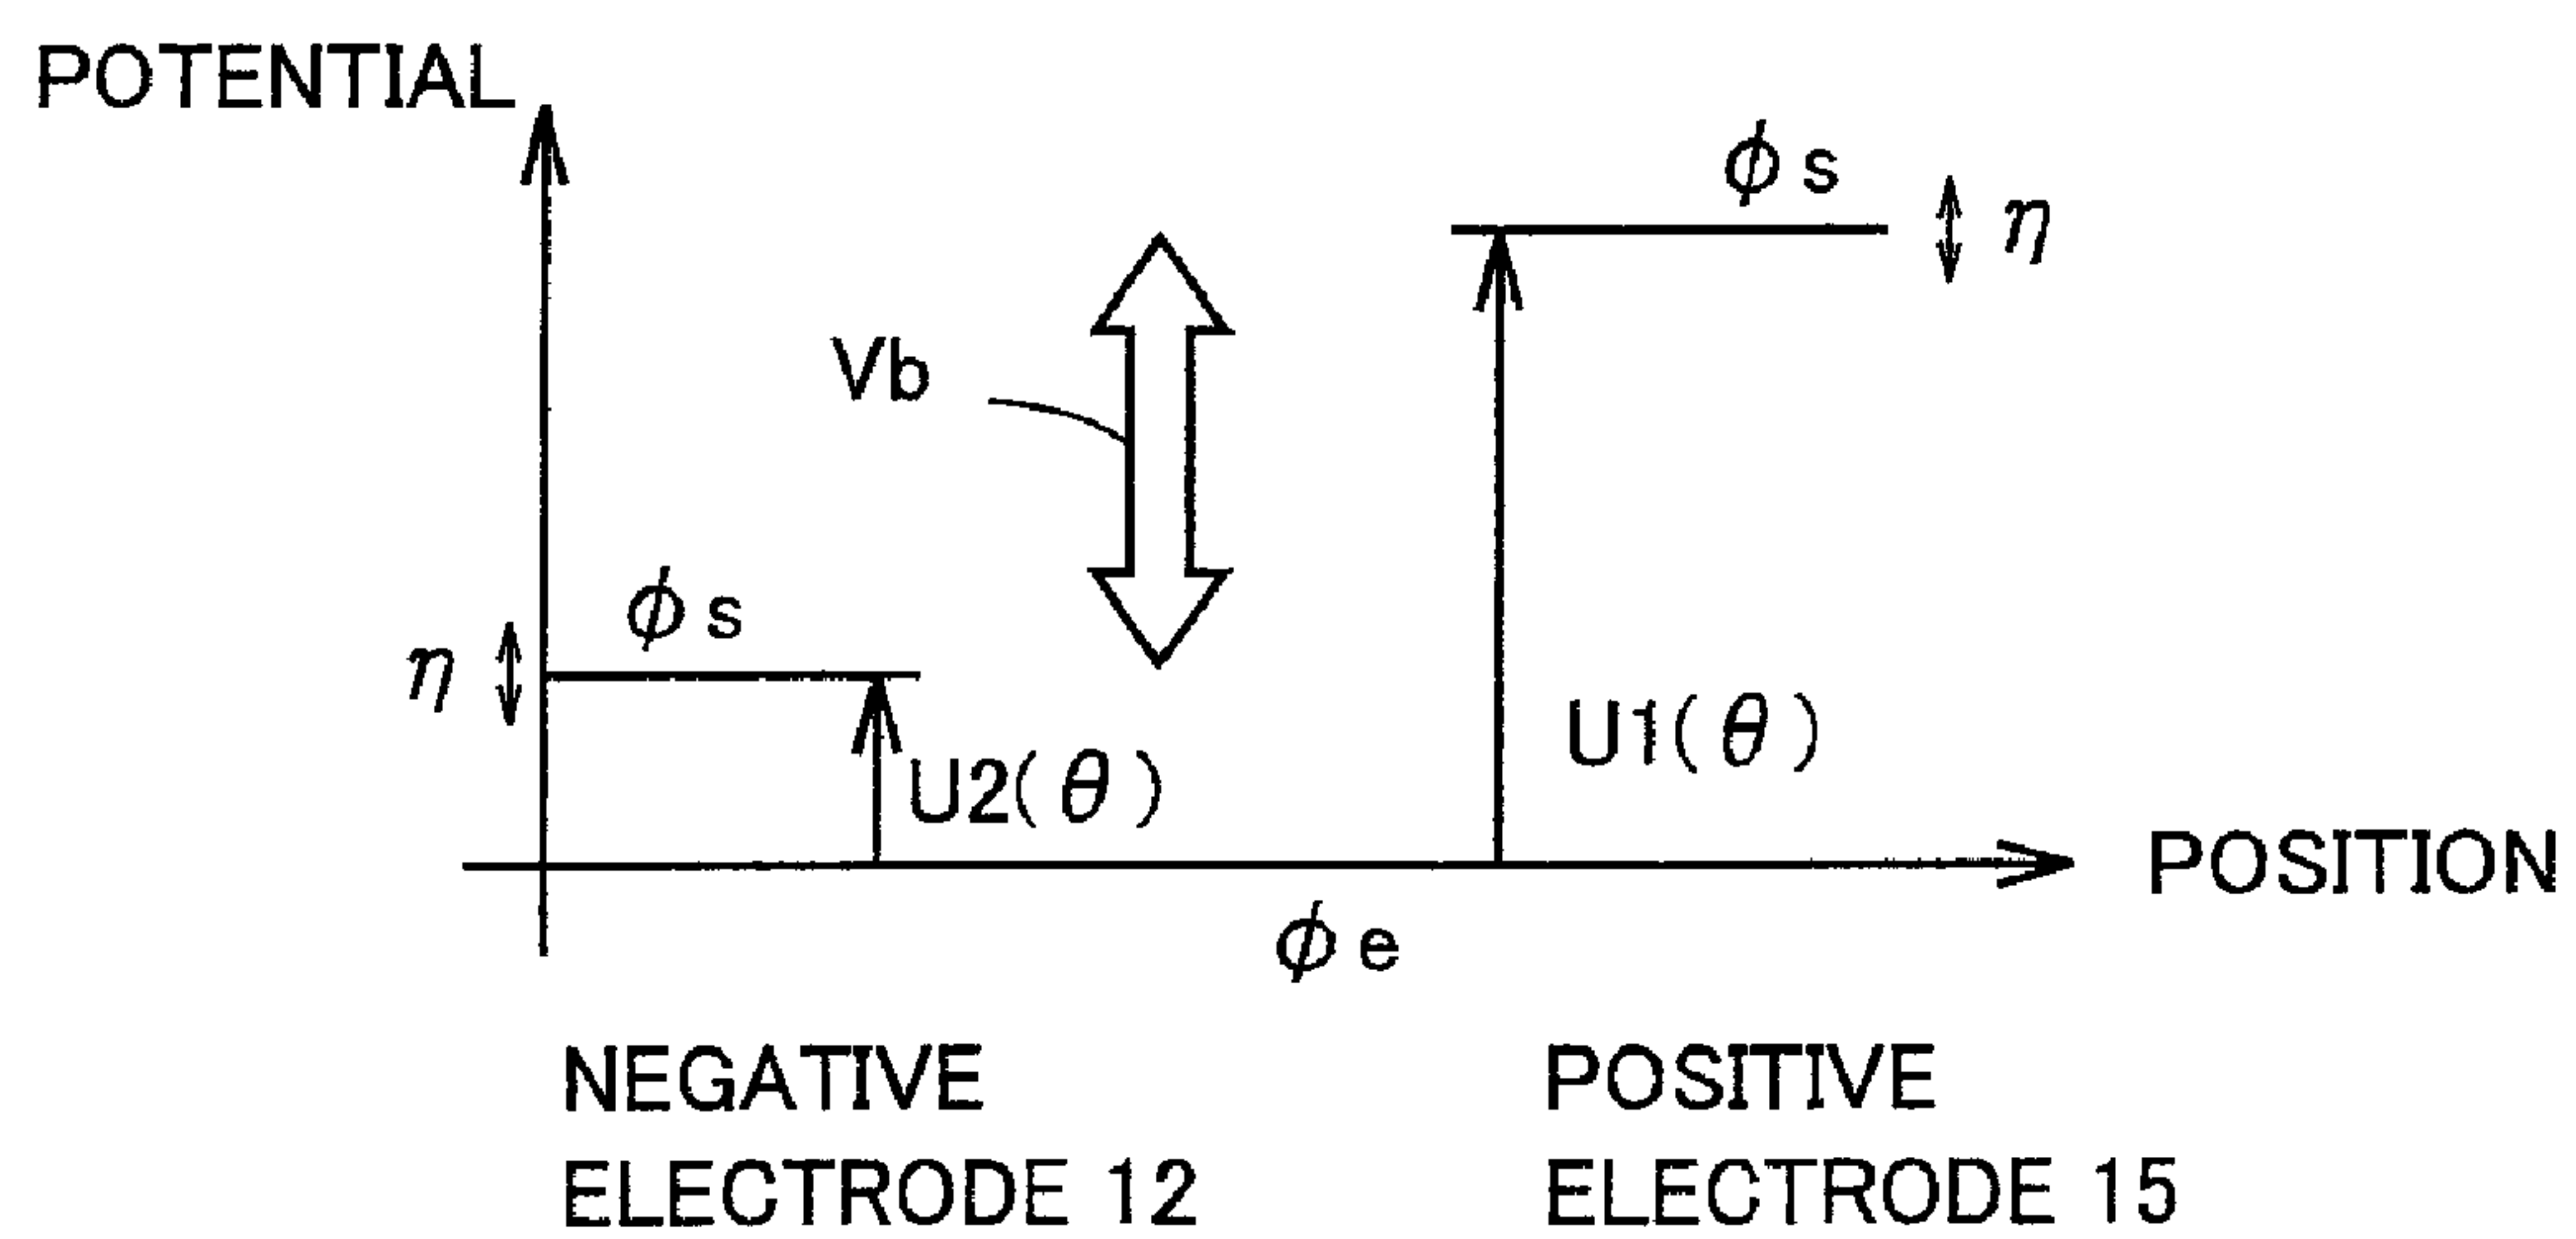 POTENTIAL
ϕs
η
Vb
ϕs
η
U1(θ)
U2(θ)
POSITION
ϕe
NEGATIVE
ELECTRODE 12
POSITIVE
ELECTRODE 15